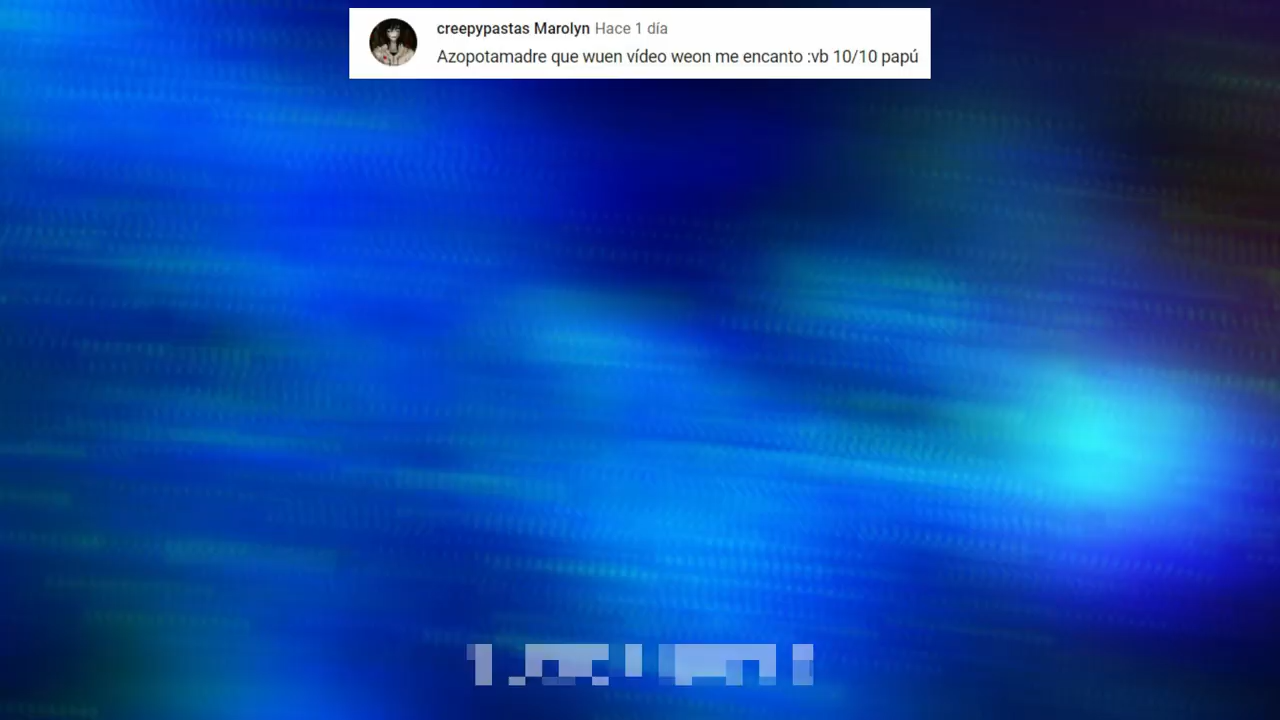 creepypastas Marolyn Hace 1 día
Azopotamadre que wuen vídeo weon me encanto :vb 10/10 papú